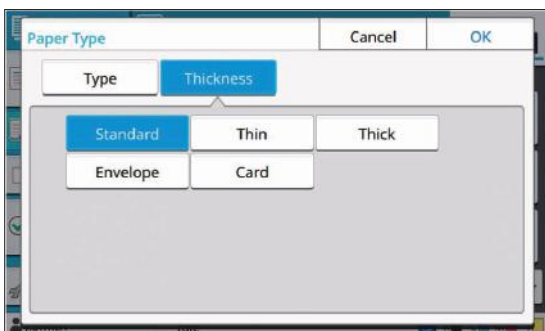 Paper Type Cancel OK
Type Thickness
Standard Thin Thick
Envelope Card